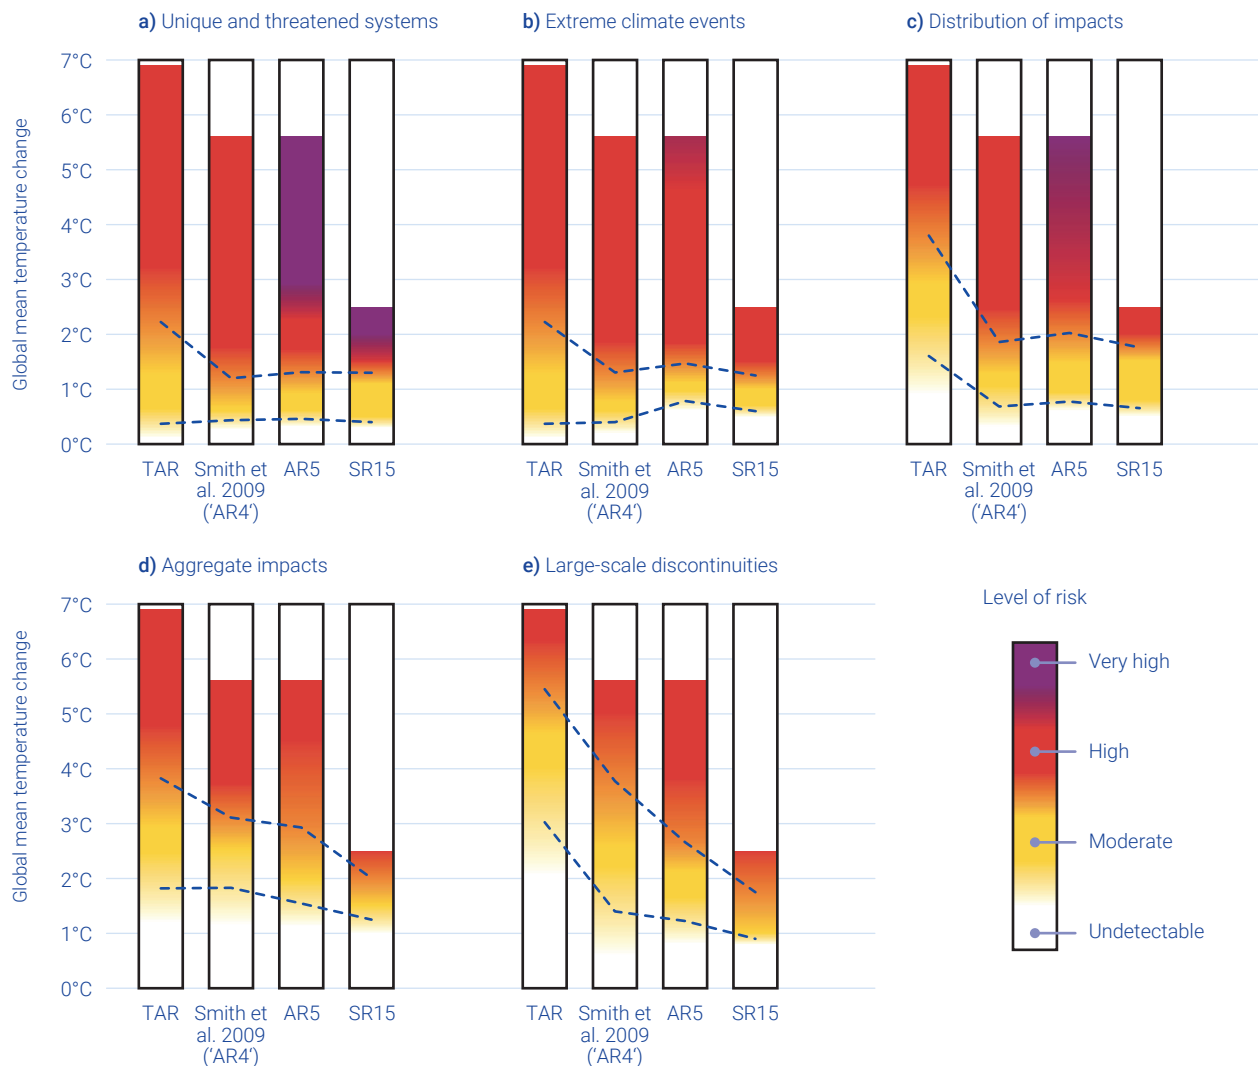 a) Unique and threatened systems
b) Extreme climate events
c) Distribution of impacts
Global mean temperature change
7°C
6°C
5°C
4°C
3°C
2°C
1°C
0°C
TAR
Smith et
al. 2009
(‘AR4‘)
AR5
SR15
TAR
Smith et
al. 2009
(‘AR4‘)
AR5
SR15
TAR
Smith et
al. 2009
(‘AR4‘)
AR5
SR15
d) Aggregate impacts
e) Large-scale discontinuities
Global mean temperature change
7°C
6°C
5°C
4°C
3°C
2°C
1°C
0°C
TAR
Smith et
al. 2009
(‘AR4‘)
AR5
SR15
TAR
Smith et
al. 2009
(‘AR4‘)
AR5
SR15
Level of risk
Very high
High
Moderate
Undetectable